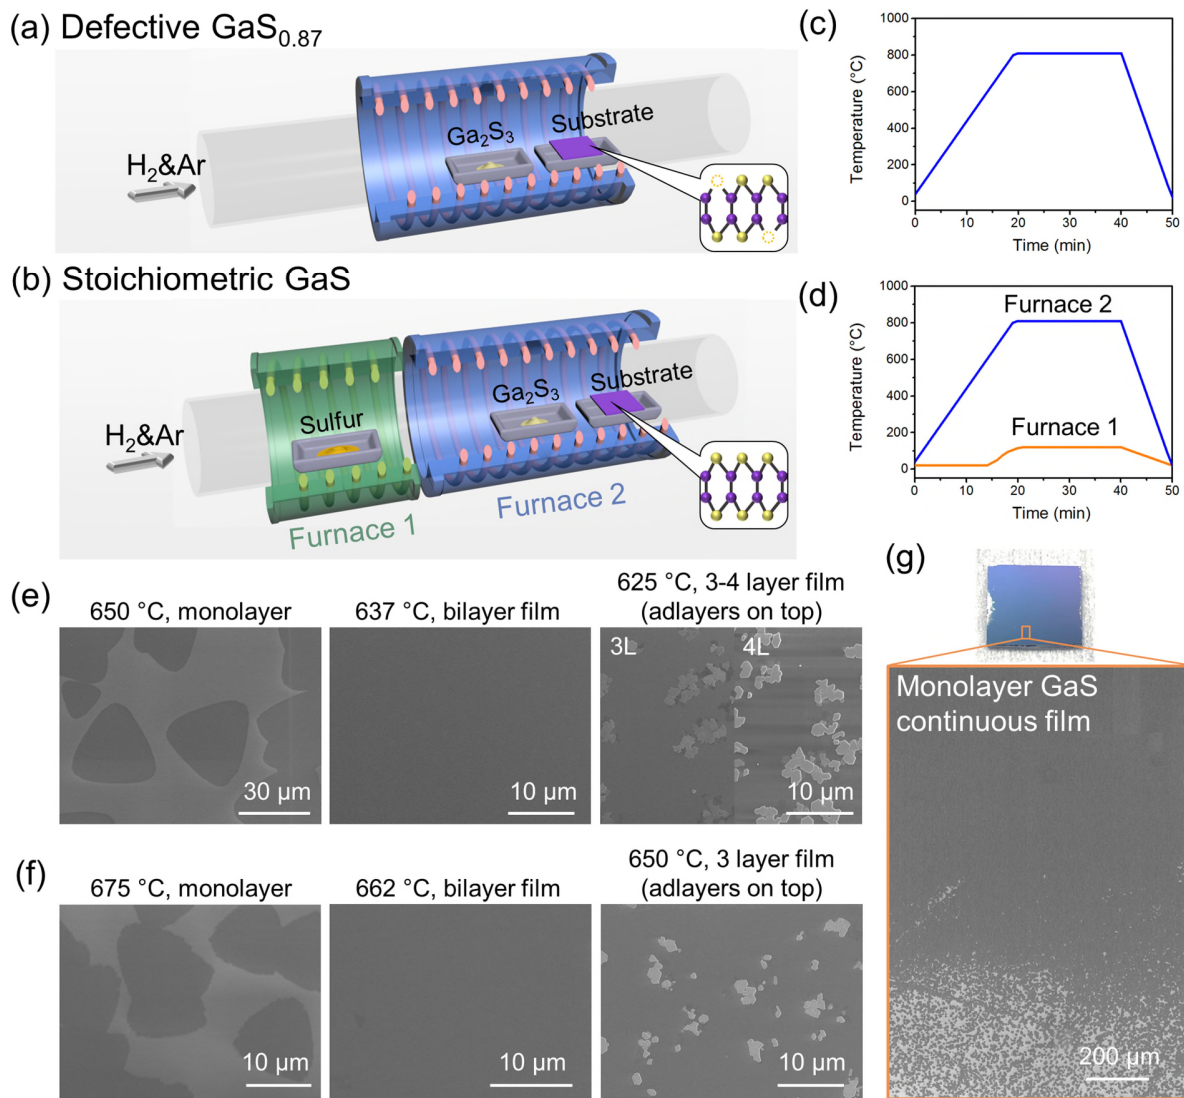 (a) Defective GaS0.87
H2&Ar
Ga2S3
Substrate
(b) Stoichiometric GaS
H2&Ar
Sulfur
Ga2S3
Substrate
Furnace 1
Furnace 2
(c)
Temperature (°C)
1000
800
600
400
200
0
0 10 20 30 40 50
Time (min)
(d)
Temperature (°C)
1000
800
600
400
200
0
Furnace 2
Furnace 1
0 10 20 30 40 50
Time (min)
(e)
650 °C, monolayer
30 μm
637 °C, bilayer film
10 μm
625 °C, 3-4 layer film
(adlayers on top)
3L
4L
10 μm
(f)
675 °C, monolayer
10 μm
662 °C, bilayer film
10 μm
650 °C, 3 layer film
(adlayers on top)
10 μm
(g)
Monolayer GaS
continuous film
200 μm